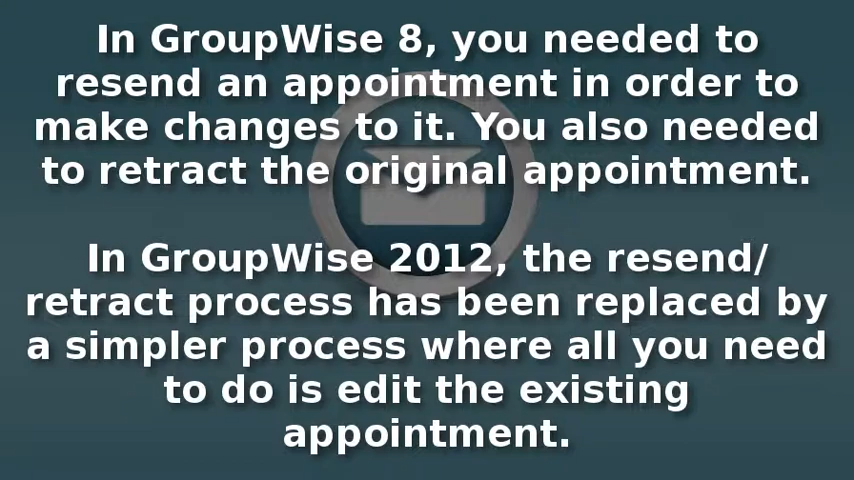 In GroupWise 8, you needed to
resend an appointment in order to
make changes to it. You also needed
to retract the original appointment.
In GroupWise 2012, the resend/
retract process has been replaced by
a simpler process where all you need
to do is edit the existing
appointment.